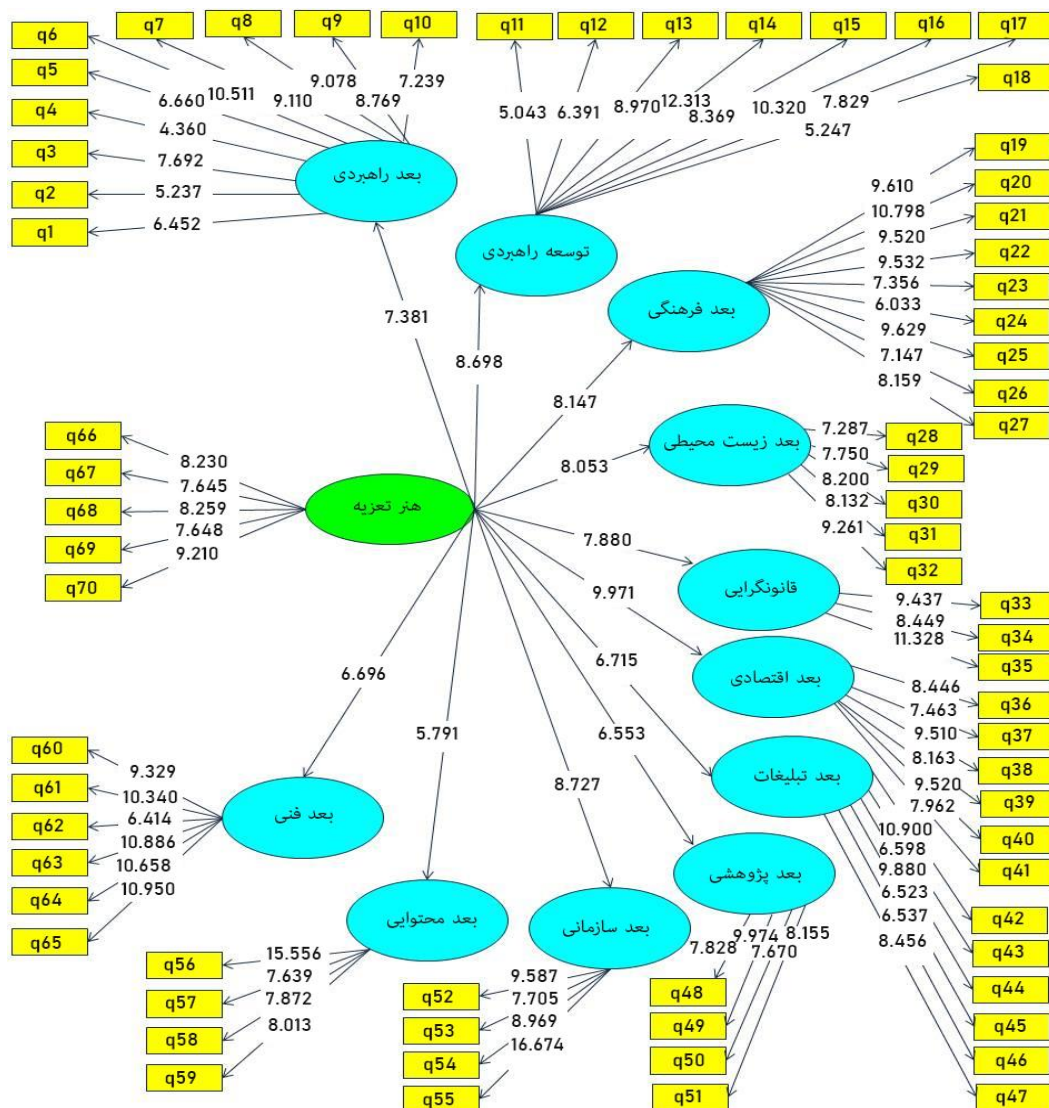 q6
q7
q8
q9
q10
q11
q12
q13
q14
q15
q16
q17
q5
q18
q4
q3
q2
q1
6.660
10.511
9.110
9.078
8.769
7.239
4.360
7.692
5.237
6.452
بعد راهبردی
5.043
6.391
8.970
12.313
8.369
10.320
7.829
5.247
توسعه راهبردی
q19
q20
q21
q22
q23
q24
q25
q26
q27
9.610
10.798
9.520
9.532
7.356
6.033
9.629
7.147
8.159
بعد فرهنگی
7.381
8.698
8.147
8.053
بعد زیست محیطی
7.287
7.750
8.200
8.132
9.261
q28
q29
q30
q31
q32
q66
q67
q68
q69
q70
8.230
7.645
8.259
7.648
9.210
هنر تعزیه
7.880
9.971
6.715
6.553
8.727
5.791
6.696
قانونگرایی
9.437
8.449
11.328
q33
q34
q35
بعد اقتصادی
8.446
7.463
9.510
8.163
9.520
7.962
q36
q37
q38
q39
q40
q41
بعد تبلیغات
10.900
6.598
9.880
6.523
6.537
8.456
q42
q43
q44
q45
q46
q47
بعد پژوهشی
7.828
9.974
7.670
8.155
q48
q49
q50
q51
بعد سازمانی
9.587
7.705
8.969
16.674
q52
q53
q54
q55
بعد محتوایی
15.556
7.639
7.872
8.013
q56
q57
q58
q59
بعد فنی
9.329
10.340
6.414
10.886
10.658
10.950
q60
q61
q62
q63
q64
q65